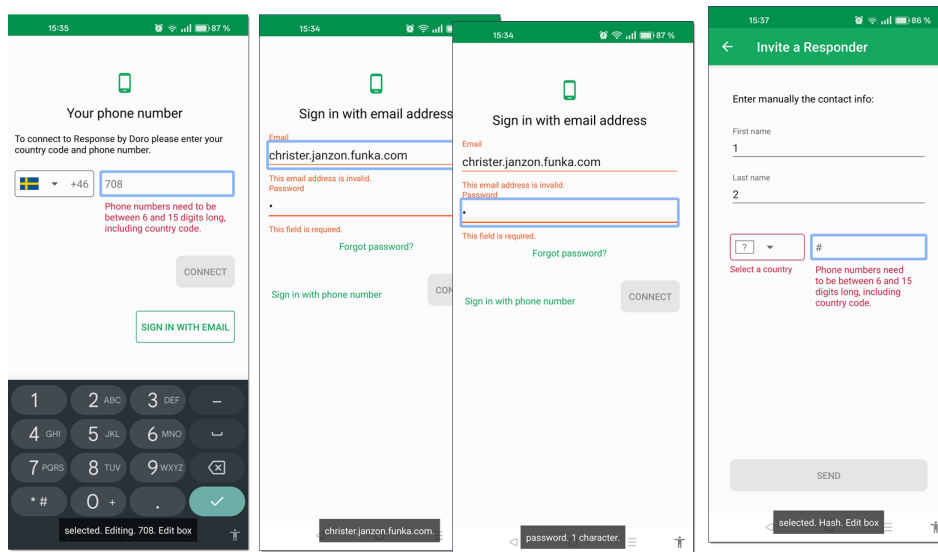 15:35
87 %
Your phone number
To connect to Response by Doro please enter your
country code and phone number.
+46
708
Phone numbers need to be
between 6 and 15 digits long,
including country code.
CONNECT
SIGN IN WITH EMAIL
1
2 ABC
3 DEF
–
4 GHI
5 JKL
6 MNO
7 PQRS
8 TUV
9 WXYZ
* #
0 +
.
selected. Editing. 708. Edit box
15:34
Sign in with email address
Email
christer.janzon.funka.com
This email address is invalid.
Password
•
This field is required.
Forgot password?
Sign in with phone number
CON
christer.janzon.funka.com.
15:34
87 %
Sign in with email address
Email
christer.janzon.funka.com
This email address is invalid.
Password
•
This field is required.
Forgot password?
Sign in with phone number
CONNECT
password. 1 character.
15:37
86 %
Invite a Responder
Enter manually the contact info:
First name
1
Last name
2
?
#
Select a country
Phone numbers need
to be between 6 and 15
digits long, including
country code.
SEND
selected. Hash. Edit box